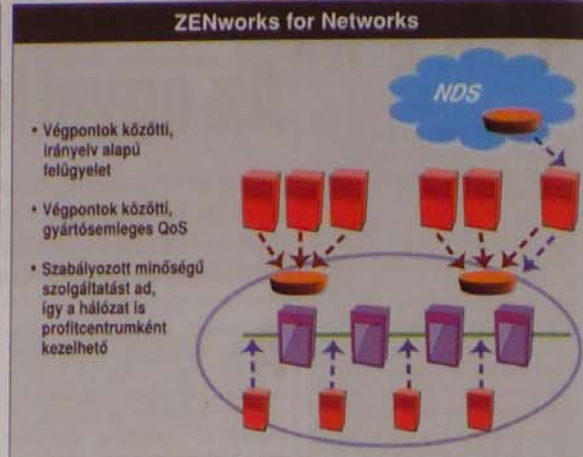 ZENworks for Networks
NDS
• Végpontok közötti,
irányelv alapú
felügyelet
• Végpontok közötti,
gyártósemleges QoS
• Szabályozott minőségű
szolgáltatást ad,
így a hálózat is
profitcentrumként
kezelhető